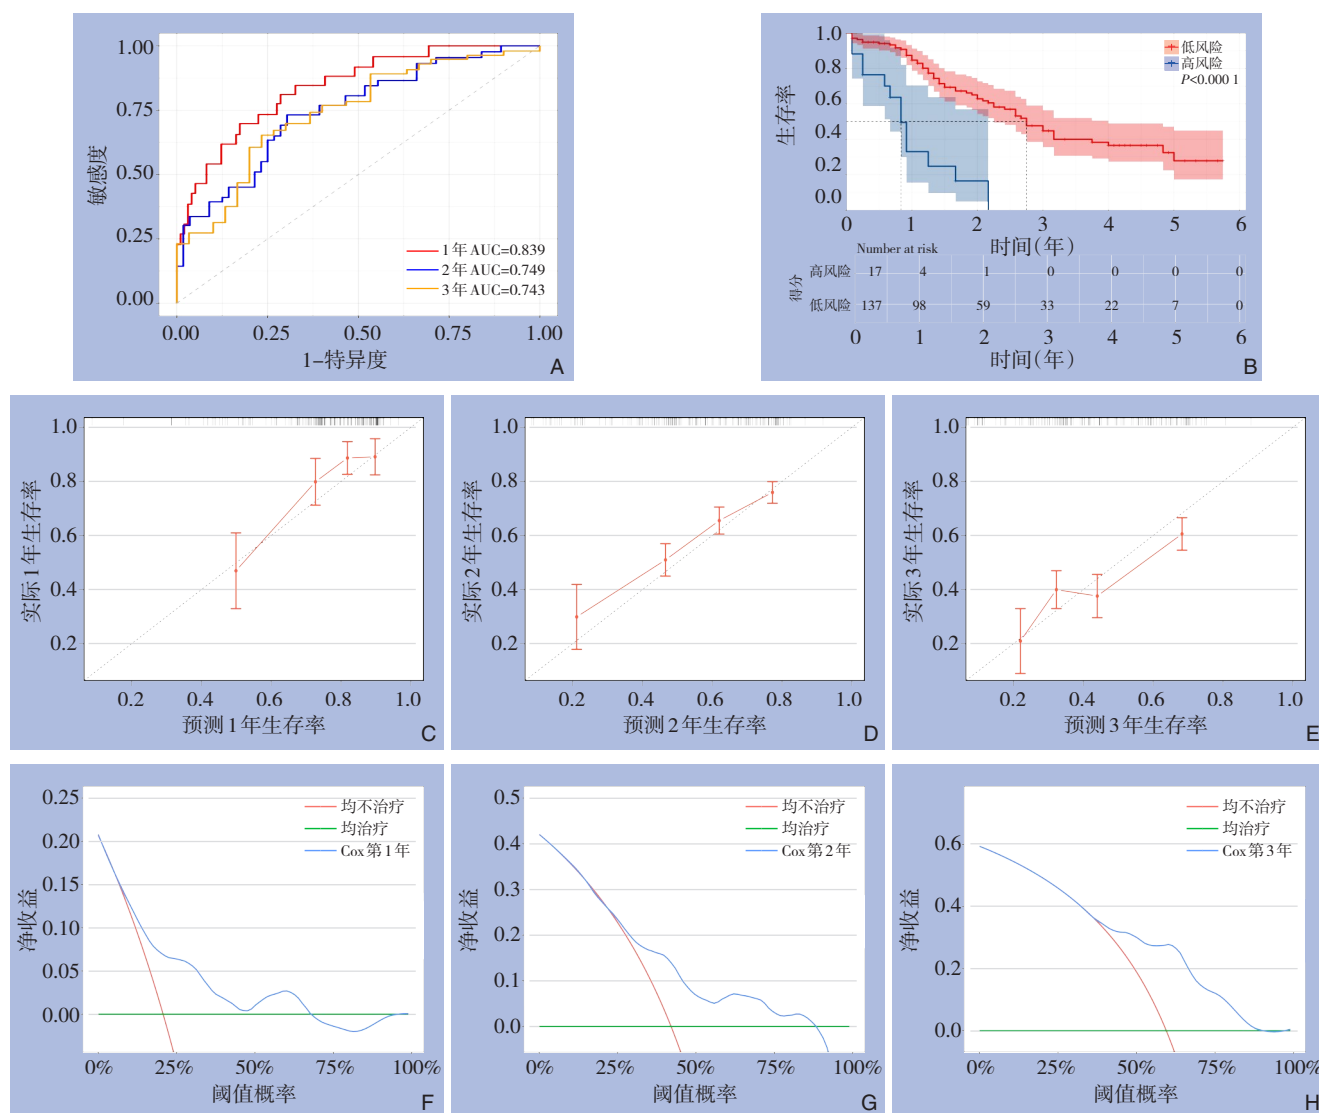 1.00
0.75
0.50
0.25
0.00
敏感度
1年 AUC=0.839
2年 AUC=0.749
3年 AUC=0.743
0.00 0.25 0.50 0.75 1.00
1-特异度
A
1.0
0.8
0.6
0.4
0.2
0.0
生存率
低风险
高风险
P<0.000 1
0 1 2 3 4 5 6
时间(年)
Number at risk
得分
高风险 17 4 1 0 0 0 0
低风险 137 98 59 33 22 7 0
0 1 2 3 4 5 6
时间(年)
B
1.0
0.8
0.6
0.4
0.2
实际1年生存率
0.2 0.4 0.6 0.8 1.0
预测1年生存率
C
1.0
0.8
0.6
0.4
0.2
实际2年生存率
0.2 0.4 0.6 0.8 1.0
预测2年生存率
D
1.0
0.8
0.6
0.4
0.2
实际3年生存率
0.2 0.4 0.6 0.8 1.0
预测3年生存率
E
0.25
0.20
0.15
0.10
0.05
0.00
净收益
均不治疗
均治疗
Cox第1年
0% 25% 50% 75% 100%
阈值概率
F
0.5
0.4
0.3
0.2
0.1
0.0
净收益
均不治疗
均治疗
Cox第2年
0% 25% 50% 75% 100%
阈值概率
G
0.6
0.4
0.2
0.0
净收益
均不治疗
均治疗
Cox第3年
0% 25% 50% 75% 100%
阈值概率
H